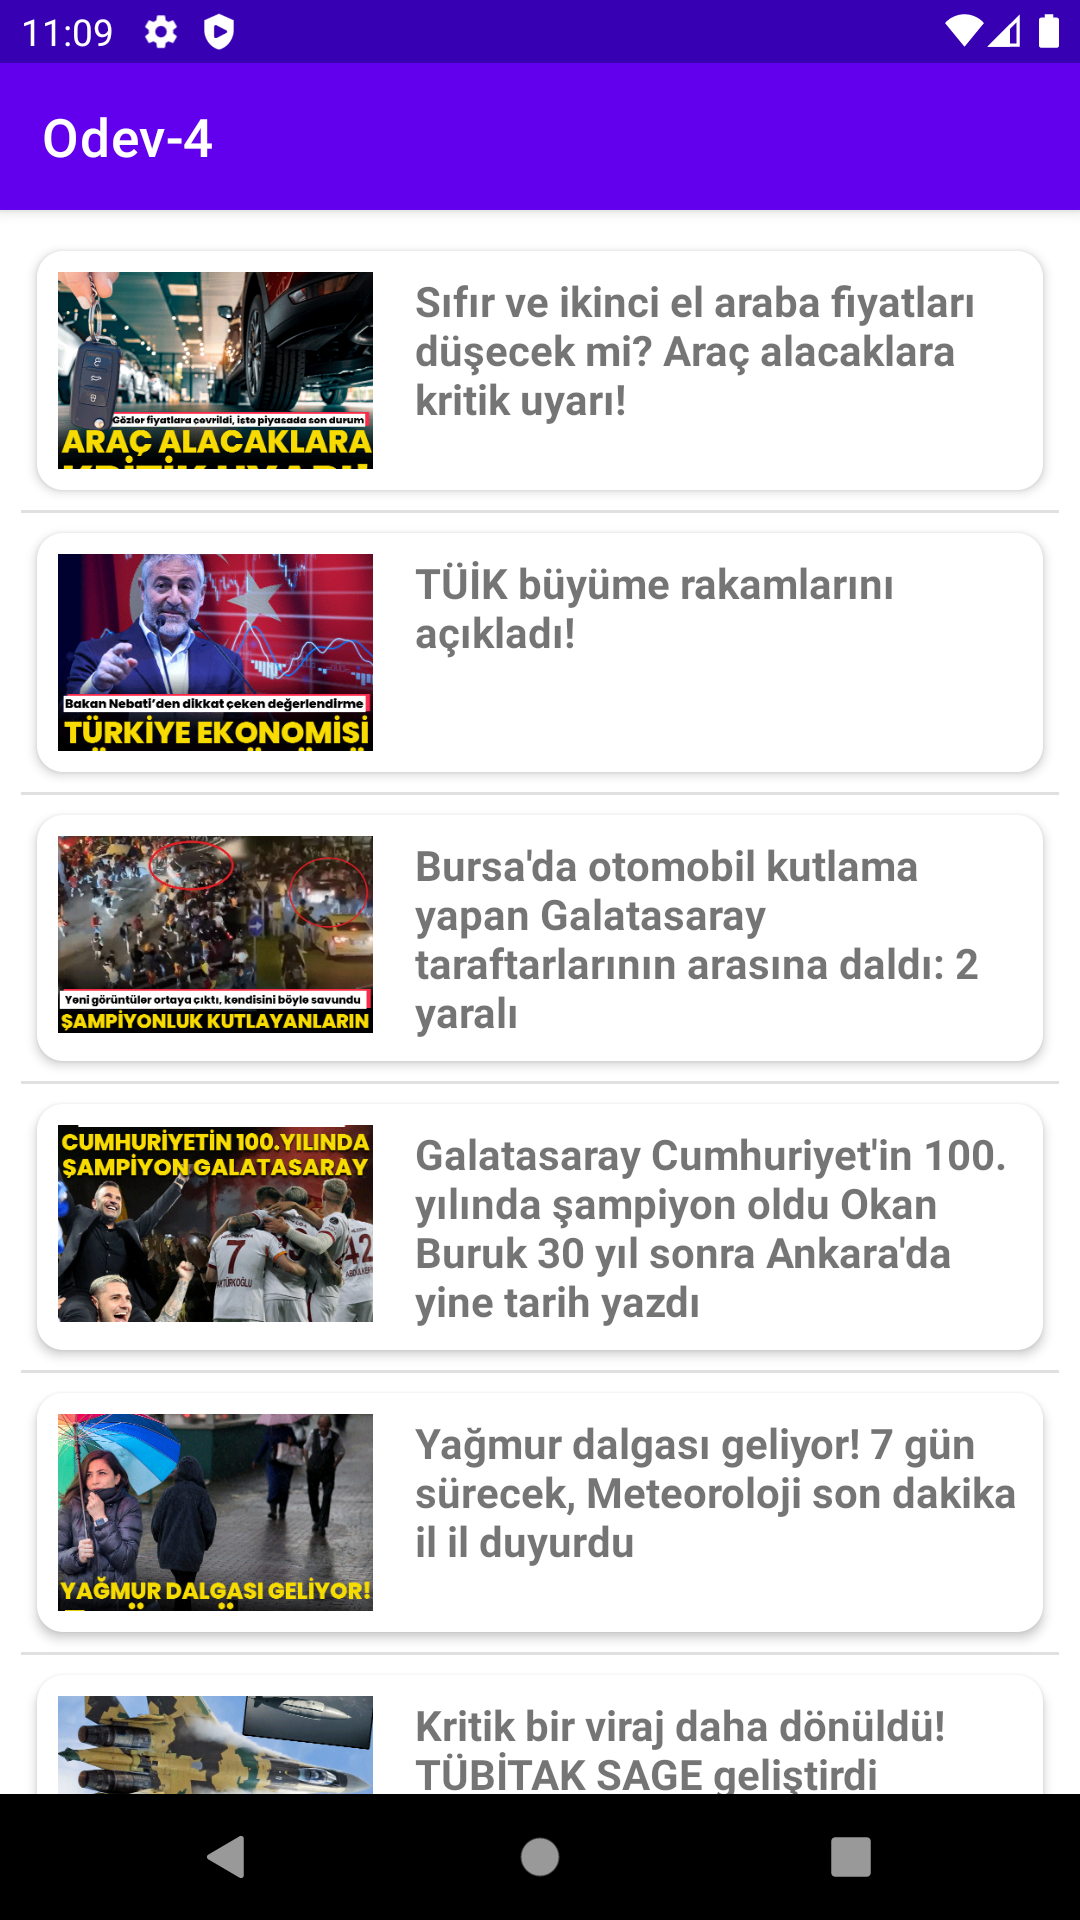 11:09
Odev-4
Sıfır ve ikinci el araba fiyatları
düşecek mi? Araç alacaklara
kritik uyarı!
Gözler fiyatlara çevrildi, işte piyasada son durum
ARAÇ ALACAKLARA
KRİTİK UYARI!
TÜİK büyüme rakamlarını
açıkladı!
Bakan Nebati'den dikkat çeken değerlendirme
TÜRKİYE EKONOMİSİ
Bursa'da otomobil kutlama
yapan Galatasaray
taraftarlarının arasına daldı: 2
yaralı
Yeni görüntüler ortaya çıktı, kendisini böyle savundu
ŞAMPİYONLUK KUTLAYANLARIN
CUMHURİYETİN 100.YILINDA
ŞAMPİYON GALATASARAY
7
42
Galatasaray Cumhuriyet'in 100.
yılında şampiyon oldu Okan
Buruk 30 yıl sonra Ankara'da
yine tarih yazdı
Yağmur dalgası geliyor! 7 gün
sürecek, Meteoroloji son dakika
il il duyurdu
YAĞMUR DALGASI GELİYOR!
Kritik bir viraj daha dönüldü!
TÜBİTAK SAGE geliştirdi